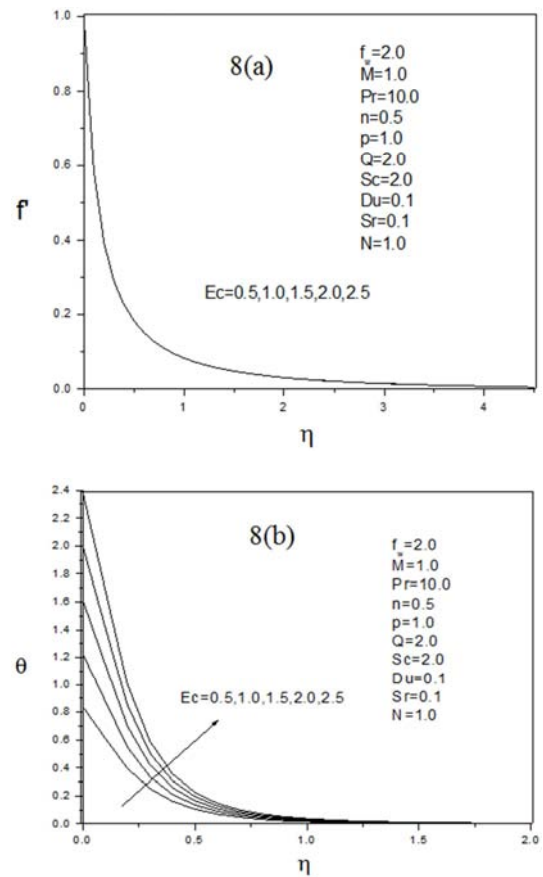 1.0
0.8
0.6
0.4
0.2
0.0
f'
8(a)
f_w=2.0
M=1.0
Pr=10.0
n=0.5
p=1.0
Q=2.0
Sc=2.0
Du=0.1
Sr=0.1
N=1.0
Ec=0.5,1.0,1.5,2.0,2.5
0 1 2 3 4
η
2.4
2.2
2.0
1.8
1.6
1.4
1.2
1.0
0.8
0.6
0.4
0.2
0.0
θ
8(b)
f_w=2.0
M=1.0
Pr=10.0
n=0.5
p=1.0
Q=2.0
Sc=2.0
Du=0.1
Sr=0.1
N=1.0
Ec=0.5,1.0,1.5,2.0,2.5
0.0 0.5 1.0 1.5 2.0
η